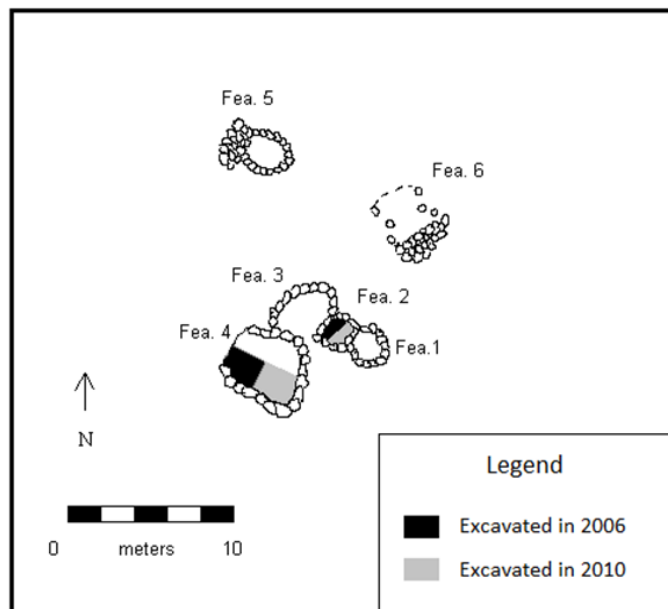 Fea. 5
Fea. 6
Fea. 3
Fea. 2
Fea. 4
Fea.1
N
0 meters 10
Legend
Excavated in 2006
Excavated in 2010